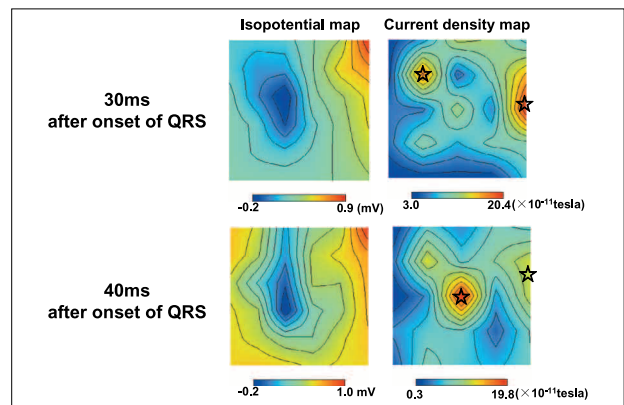 Isopotential map Current density map
30ms
after onset of QRS
-0.2 0.9 (mV) 3.0 20.4(×10⁻¹¹tesla)
40ms
after onset of QRS
-0.2 1.0 mV 0.3 19.8(×10⁻¹¹tesla)